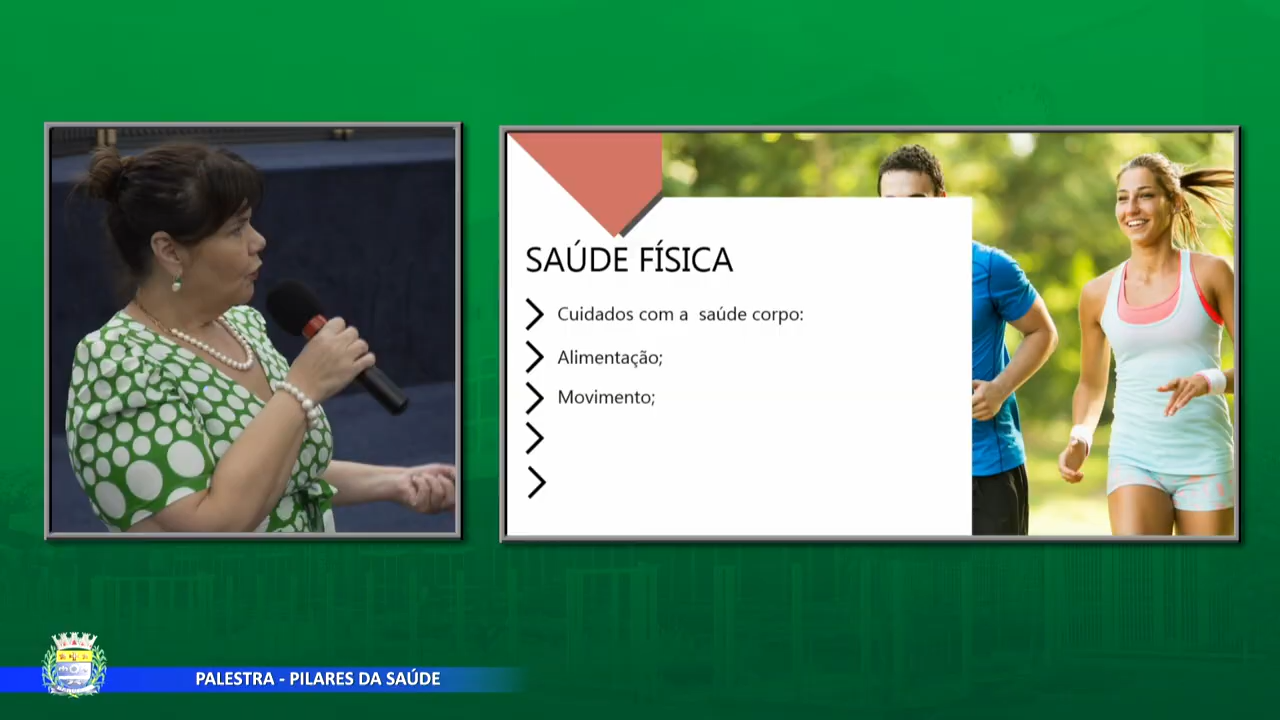 SAÚDE FÍSICA
Cuidados com a  saúde corpo:
Alimentação;
Movimento;
PALESTRA - PILARES DA SAÚDE